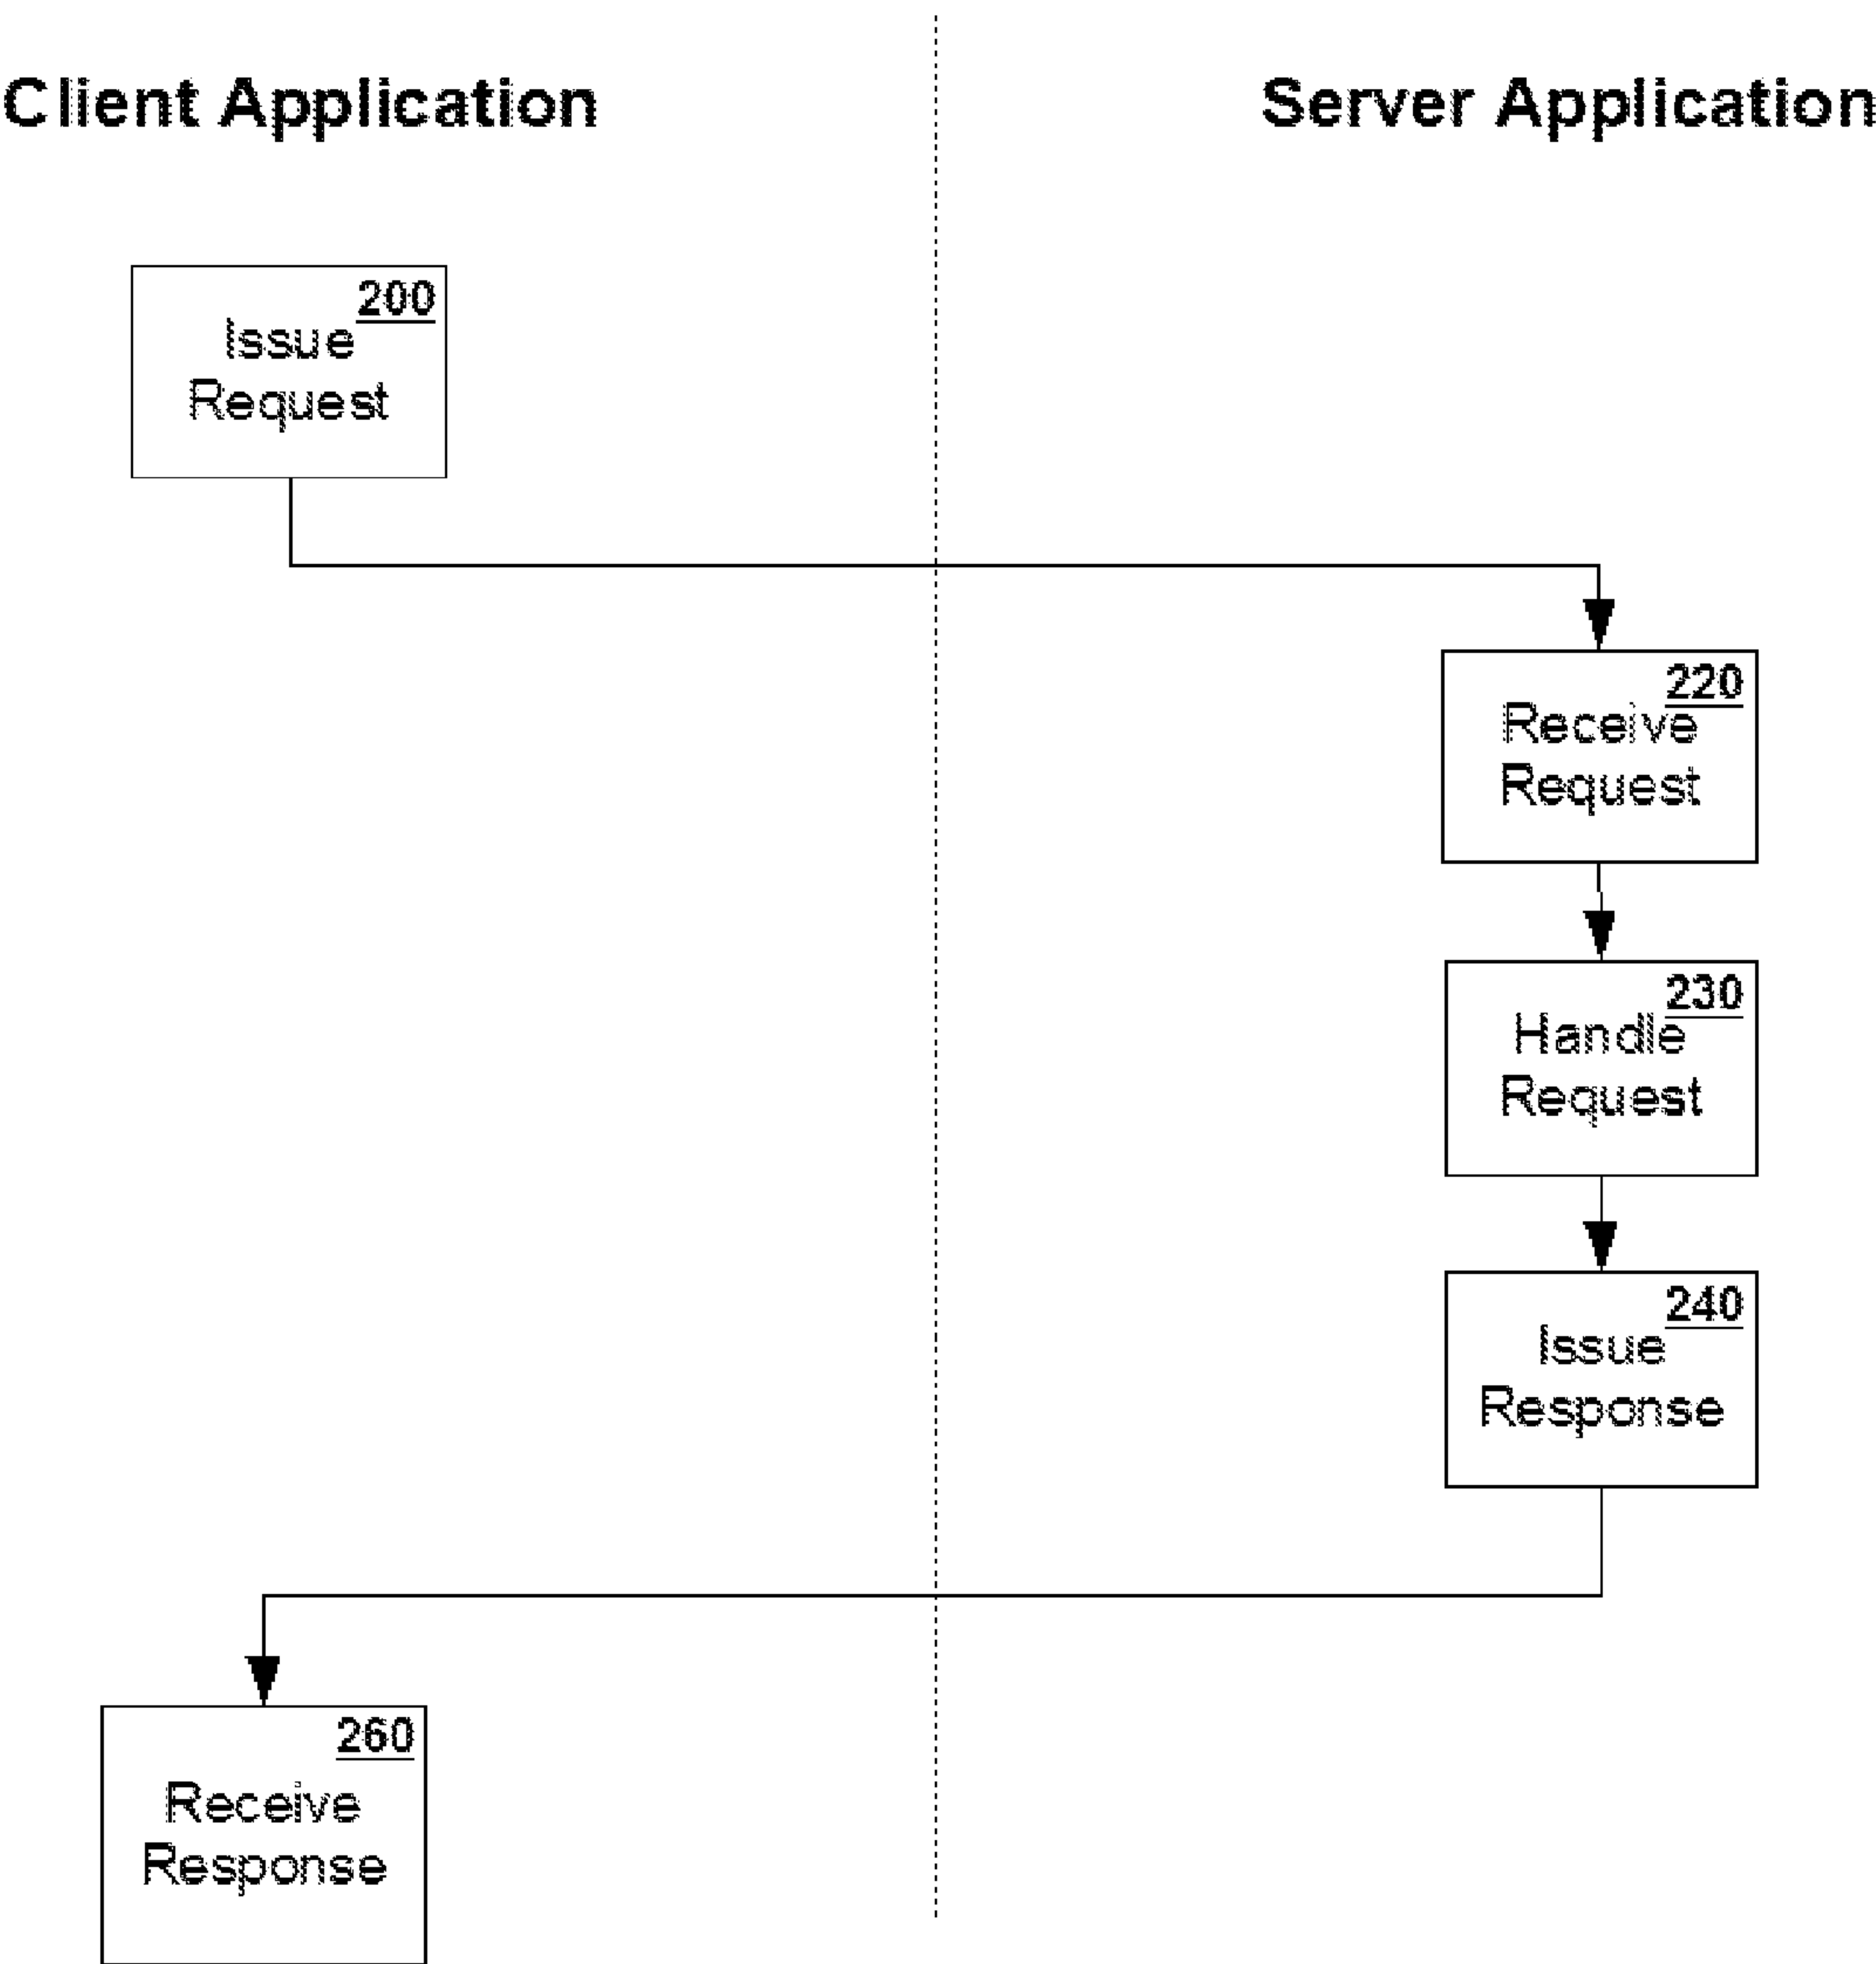 Client Application
Server Application
200
Issue
Request
220
Receive
Request
230
Handle
Request
240
Issue
Response
260
Receive
Response